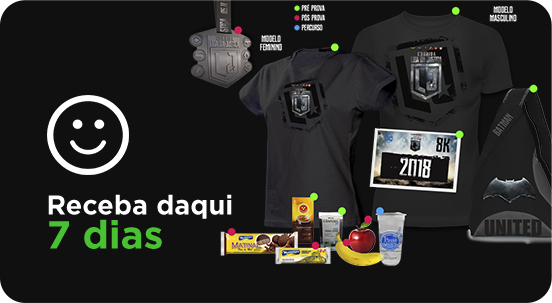 PRÉ PROVA
PÓS PROVA
PERCURSO
MODELO
FEMININO
MODELO
MASCULINO
8K
2018
BATMAN
UNITED
Receba daqui
7 dias